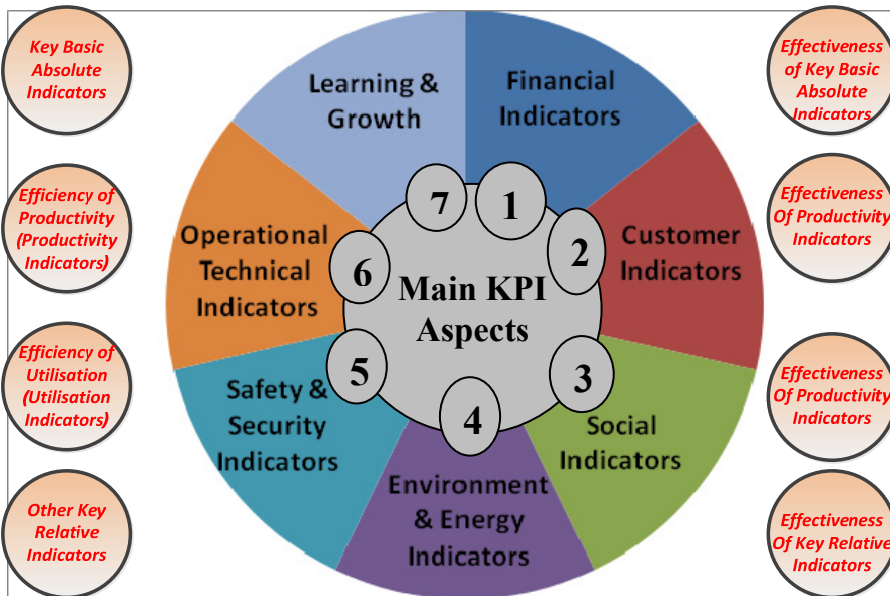 Key Basic
Absolute
Indicators
Efficiency of
Productivity
(Productivity
Indicators)
Efficiency of
Utilisation
(Utilisation
Indicators)
Other Key
Relative
Indicators
Learning &
Growth
Financial
Indicators
Customer
Indicators
Social
Indicators
Environment
& Energy
Indicators
Safety &
Security
Indicators
Operational
Technical
Indicators
7
1
2
3
4
5
6
Main KPI
Aspects
Effectiveness
of Key Basic
Absolute
Indicators
Effectiveness
Of Productivity
Indicators
Effectiveness
Of Productivity
Indicators
Effectiveness
Of Key Relative
Indicators